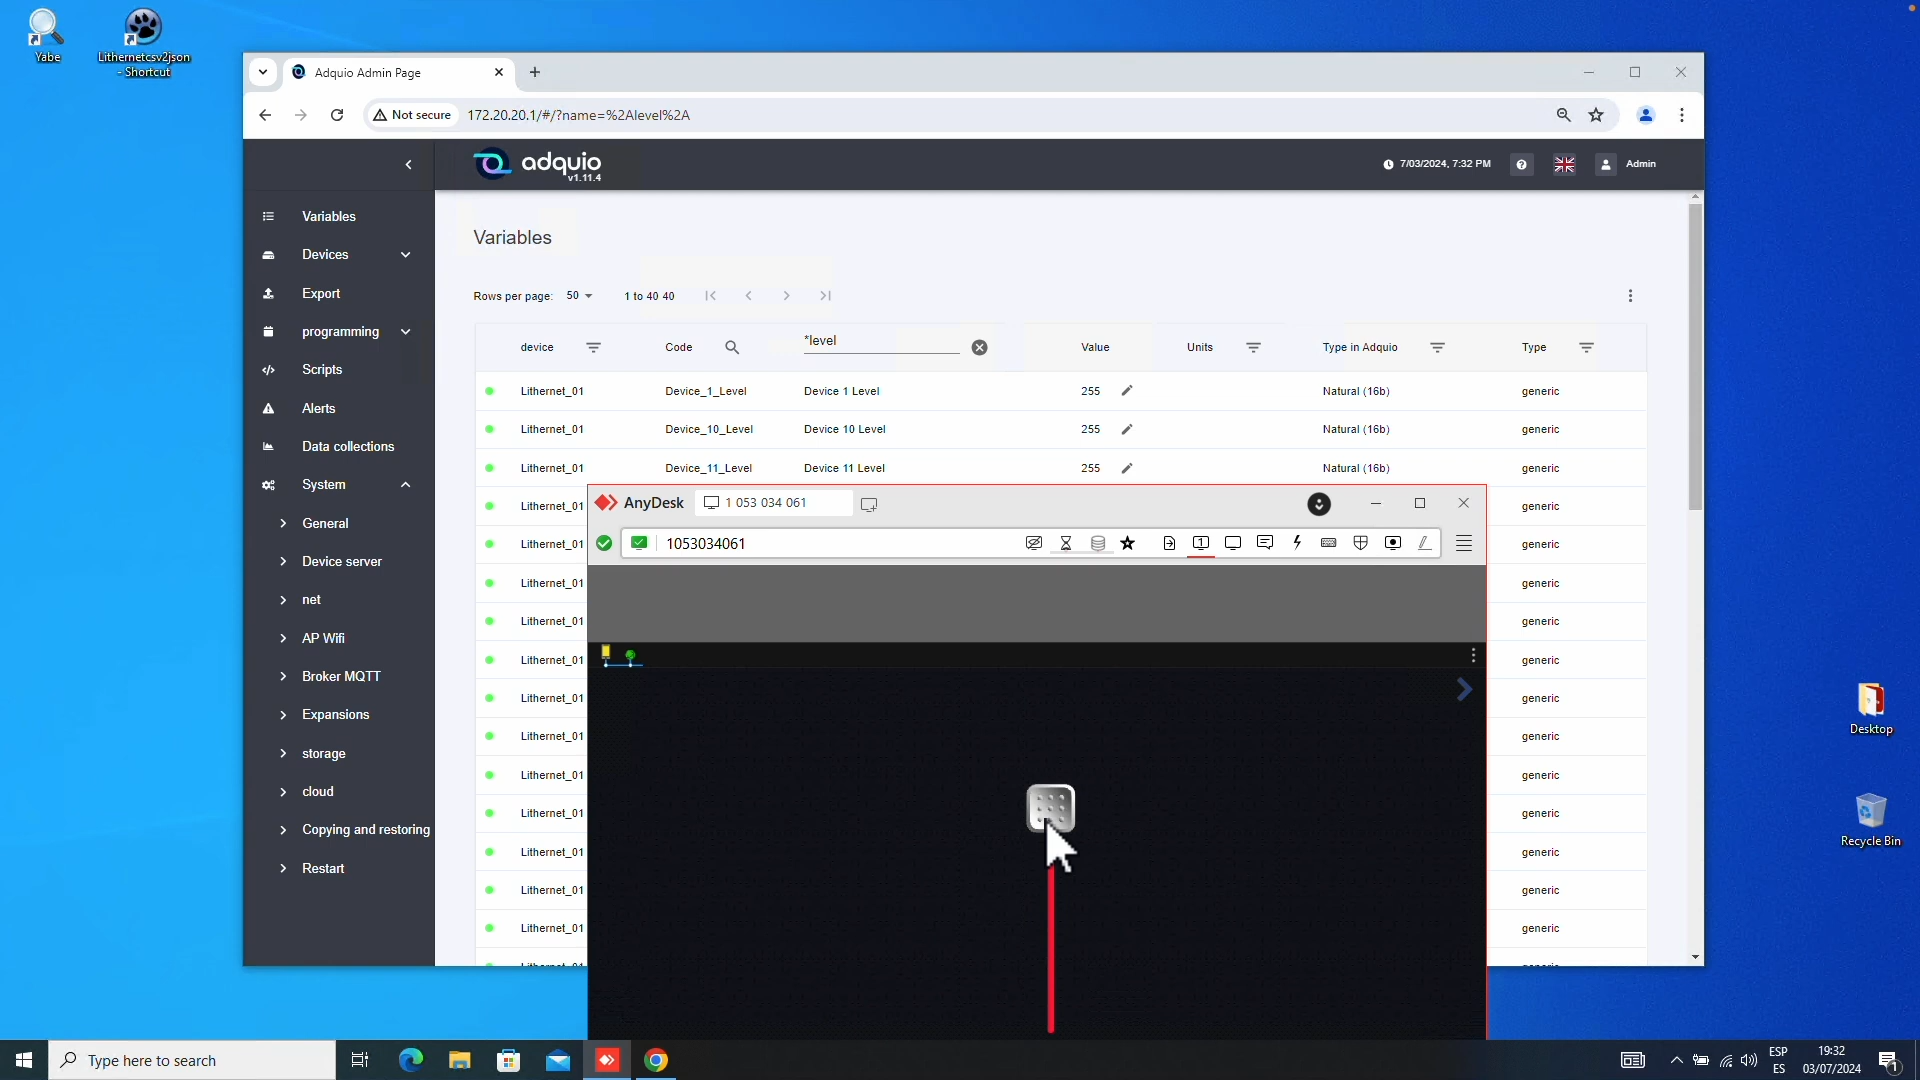 Yabe
Lithernetcsv2json
- Shortcut
Adquio Admin Page
Not secure
172.20.20.1/#/?name=%2Alevel%2A
adquio
v1.11.4
7/03/2024, 7:32 PM
Admin
Variables
Devices
Export
programming
Scripts
Alerts
Data collections
System
General
Device server
net
AP Wifi
Broker MQTT
Expansions
storage
cloud
Copying and restoring
Restart
Variables
Rows per page: 50
1 to 40 40
device
Code
*level
Value
Units
Type in Adquio
Type
Lithernet_01 Device_1_Level Device 1 Level 255 Natural (16b) generic
Lithernet_01 Device_10_Level Device 10 Level 255 Natural (16b) generic
Lithernet_01 Device_11_Level Device 11 Level 255 Natural (16b) generic
Lithernet_01 generic
Lithernet_01 generic
Lithernet_01 generic
Lithernet_01 generic
Lithernet_01 generic
Lithernet_01 generic
Lithernet_01 generic
Lithernet_01 generic
Lithernet_01 generic
Lithernet_01 generic
Lithernet_01 generic
Lithernet_01 generic
AnyDesk
1 053 034 061
1053034061
1
Desktop
Recycle Bin
Type here to search
ESP
ES
19:32
03/07/2024
1